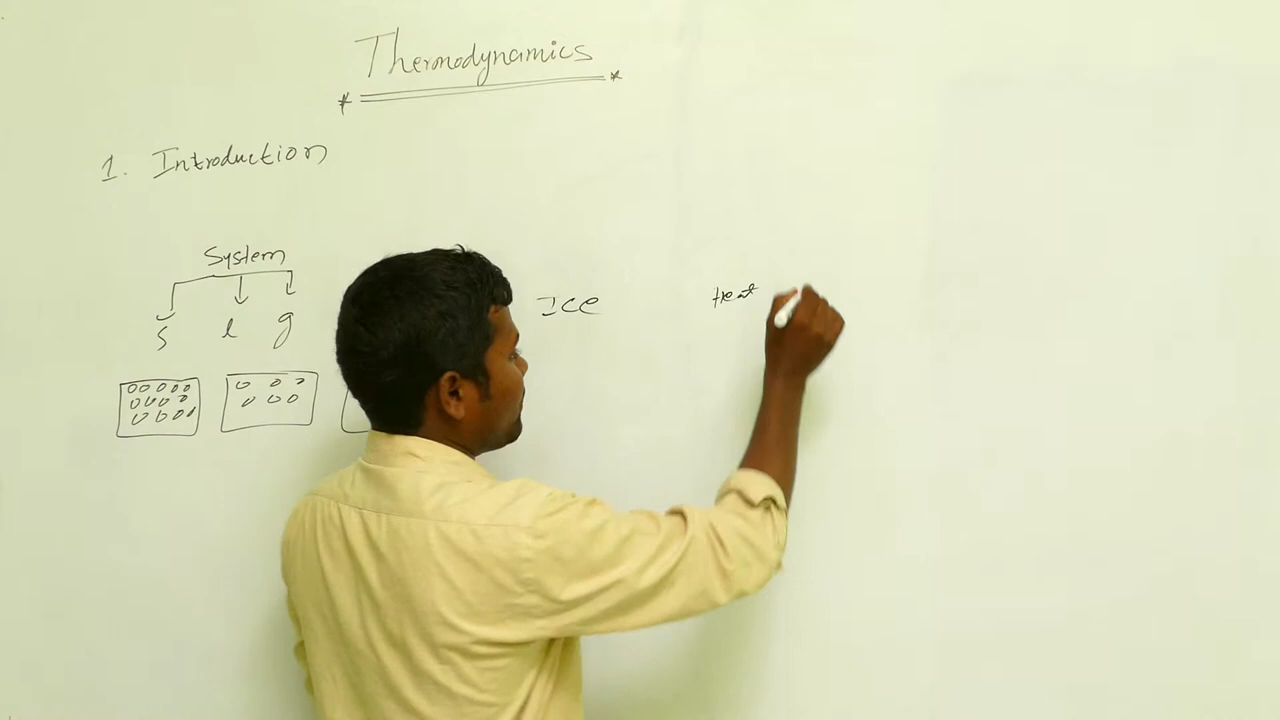 Thermodynamics
1. Introduction
System
s l g
ICE Heat